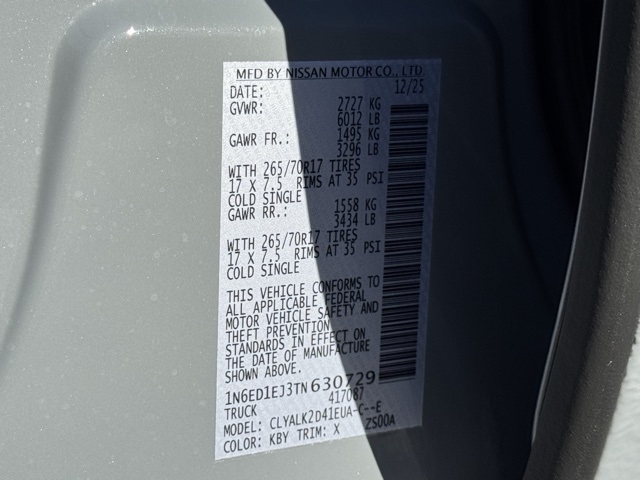 MFD BY NISSAN MOTOR CO., LTD
DATE: 12/25
GVWR: 2727 KG
6012 LB
GAWR FR.: 1495 KG
3296 LB
WITH 265/70R17 TIRES
17 X 7.5 RIMS AT 35 PSI
COLD SINGLE
GAWR RR.: 1558 KG
3434 LB
WITH 265/70R17 TIRES
17 X 7.5 RIMS AT 35 PSI
COLD SINGLE
THIS VEHICLE CONFORMS TO
ALL APPLICABLE FEDERAL
MOTOR VEHICLE SAFETY AND
THEFT PREVENTION
STANDARDS IN EFFECT ON
THE DATE OF MANUFACTURE
SHOWN ABOVE.
1N6ED1EJ3TN630729
TRUCK 417087
MODEL: CLYALK2D41EUA-C--E
COLOR: KBY TRIM: X ZS00A